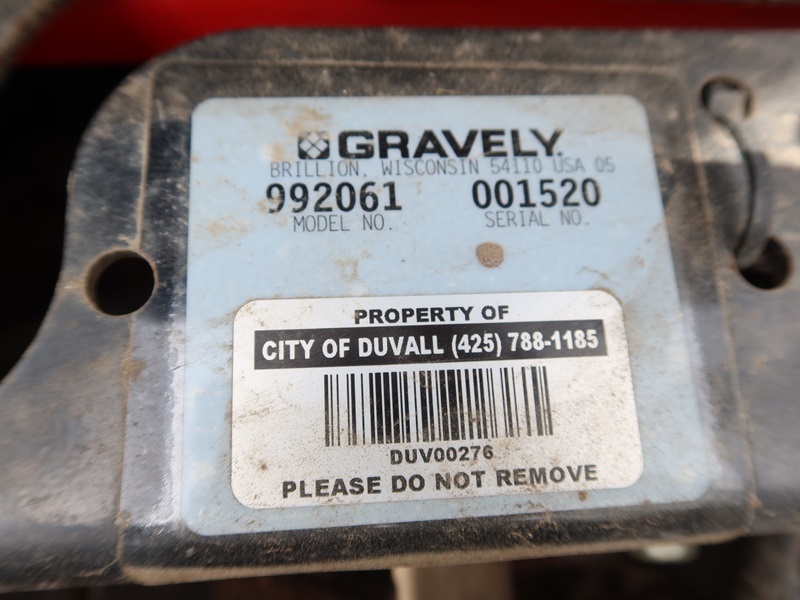 GRAVELY.
BRILLION, WISCONSIN 54110 USA 05
992061 001520
MODEL NO. SERIAL NO.
PROPERTY OF
CITY OF DUVALL (425) 788-1185
DUV00276
PLEASE DO NOT REMOVE